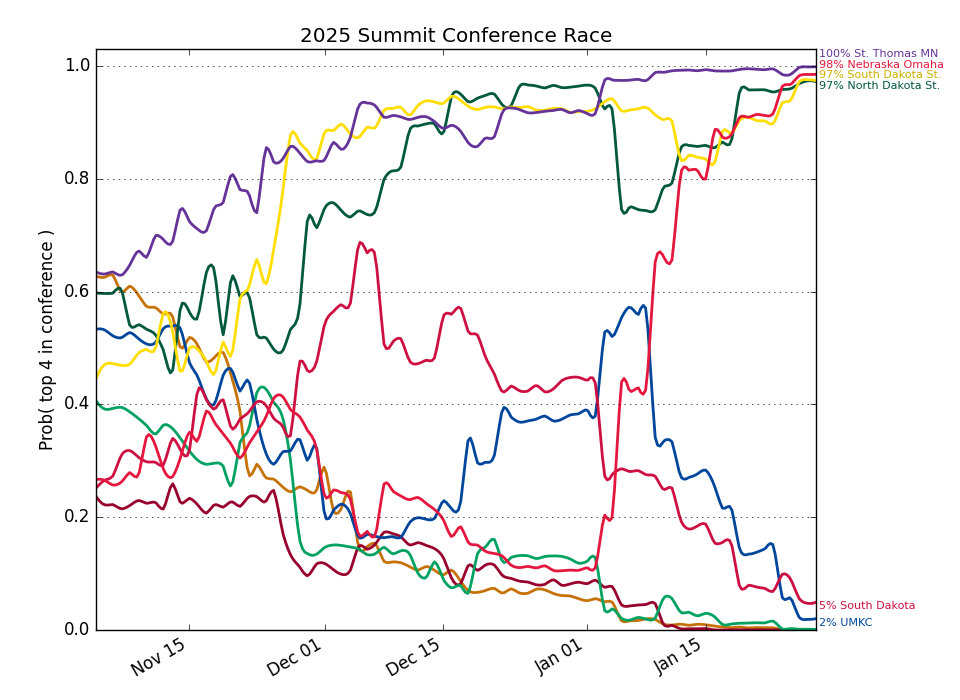 2025 Summit Conference Race
Prob( top 4 in conference )
1.0
0.8
0.6
0.4
0.2
0.0
Nov 15
Dec 01
Dec 15
Jan 01
Jan 15
100% St. Thomas MN
98% Nebraska Omaha
97% South Dakota St.
97% North Dakota St.
5% South Dakota
2% UMKC